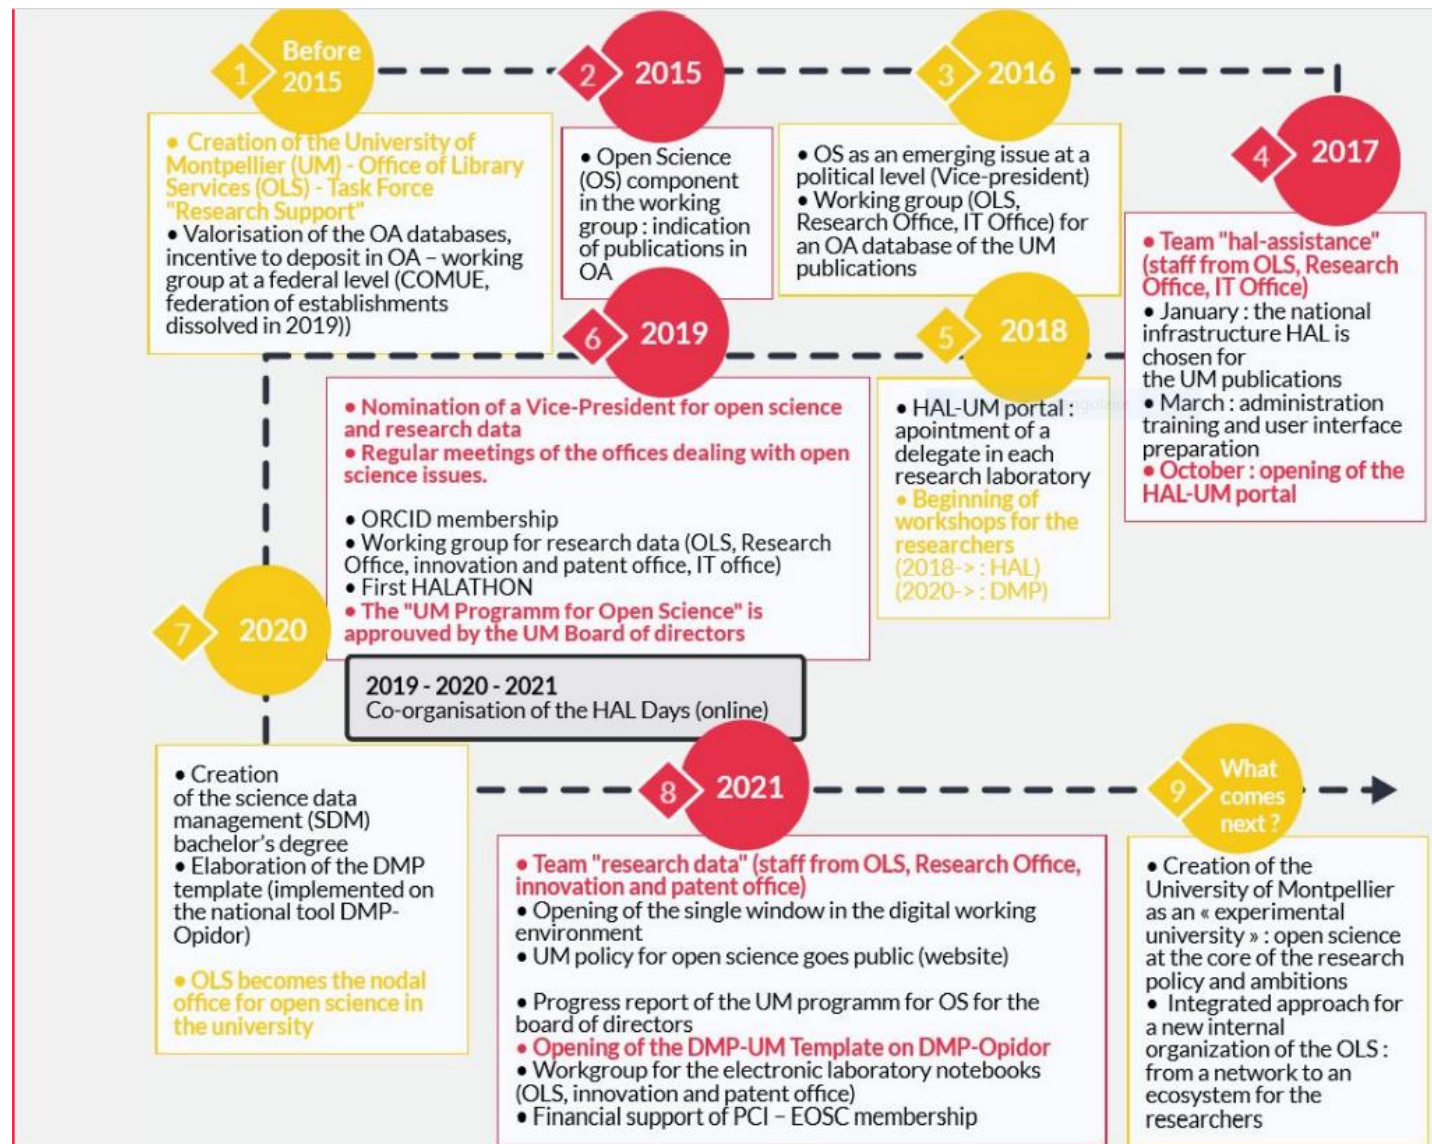 1
Before
2015
• Creation of the University of
Montpellier (UM) - Office of Library
Services (OLS) - Task Force
"Research Support"
• Valorisation of the OA databases,
incentive to deposit in OA – working
group at a federal level (COMUE,
federation of establishments
dissolved in 2019))
2
2015
• Open Science
(OS) component
in the working
group : indication
of publications in
OA
3
2016
• OS as an emerging issue at a
political level (Vice-president)
• Working group (OLS,
Research Office, IT Office) for
an OA database of the UM
publications
4
2017
• Team "hal-assistance"
(staff from OLS, Research
Office, IT Office)
• January : the national
infrastructure HAL is
chosen for
the UM publications
• March : administration
training and user interface
preparation
• October : opening of the
HAL-UM portal
5
2018
• HAL-UM portal :
apointment of a
delegate in each
research laboratory
• Beginning of
workshops for the
researchers
(2018-> : HAL)
(2020-> : DMP)
6
2019
• Nomination of a Vice-President for open science
and research data
• Regular meetings of the offices dealing with open
science issues.
• ORCID membership
• Working group for research data (OLS, Research
Office, innovation and patent office, IT office)
• First HALATHON
• The "UM Programm for Open Science" is
approuved by the UM Board of directors
2019 - 2020 - 2021
Co-organisation of the HAL Days (online)
7
2020
• Creation
of the science data
management (SDM)
bachelor's degree
• Elaboration of the DMP
template (implemented on
the national tool DMP-
Opidor)
• OLS becomes the nodal
office for open science in
the university
8
2021
• Team "research data" (staff from OLS, Research Office,
innovation and patent office)
• Opening of the single window in the digital working
environment
• UM policy for open science goes public (website)
• Progress report of the UM programm for OS for the
board of directors
• Opening of the DMP-UM Template on DMP-Opidor
• Workgroup for the electronic laboratory notebooks
(OLS, innovation and patent office)
• Financial support of PCI – EOSC membership
9
What
comes
next ?
• Creation of the
University of Montpellier
as an « experimental
university » : open science
at the core of the research
policy and ambitions
• Integrated approach for
a new internal
organization of the OLS :
from a network to an
ecosystem for the
researchers